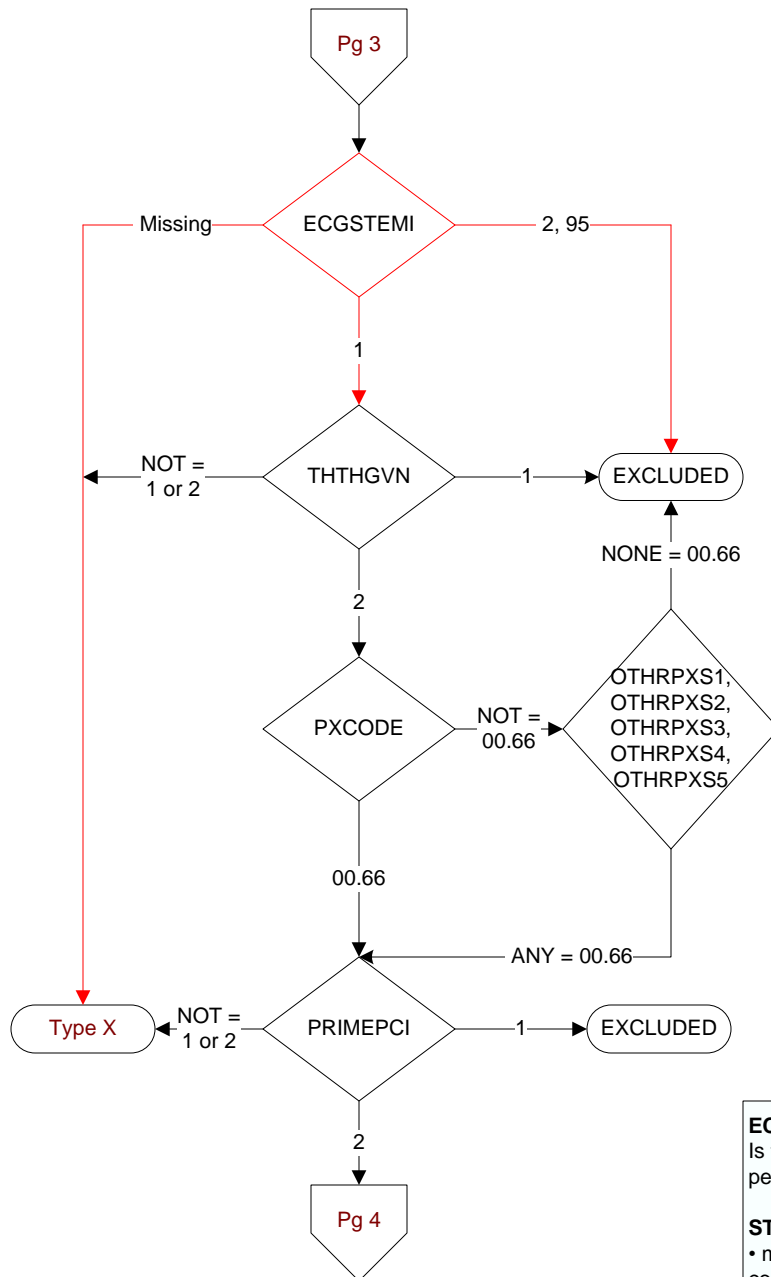 Pg 3
Missing
ECGSTEMI
2, 95
1
NOT =
1 or 2
THTHGVN
1
EXCLUDED
NONE = 00.66
2
PXCODE
NOT =
00.66
OTHRPXS1,
OTHRPXS2,
OTHRPXS3,
OTHRPXS4,
OTHRPXS5
00.66
ANY = 00.66
Type X
NOT =
1 or 2
PRIMEPCI
1
EXCLUDED
2
Pg 4
Is